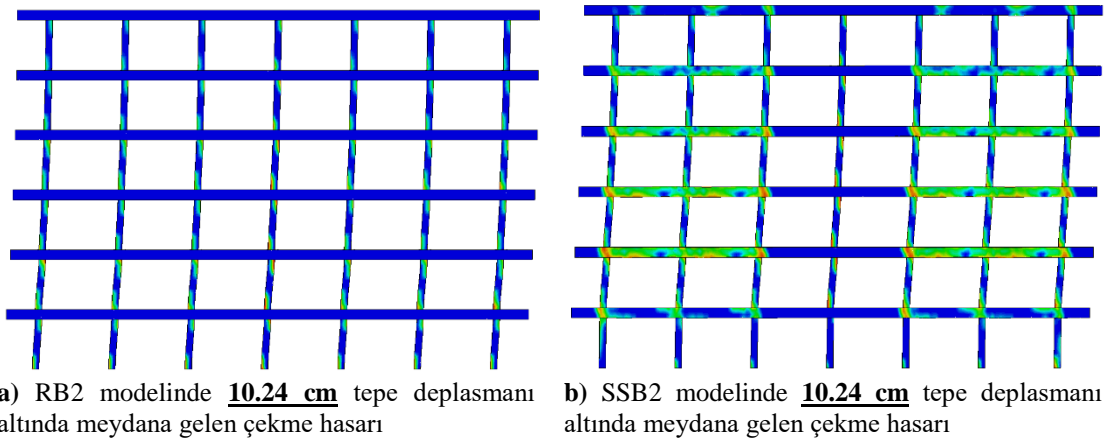 a) RB2 modelinde 10.24 cm tepe deplasmanı
altında meydana gelen çekme hasarı
b) SSB2 modelinde 10.24 cm tepe deplasmanı
altında meydana gelen çekme hasarı